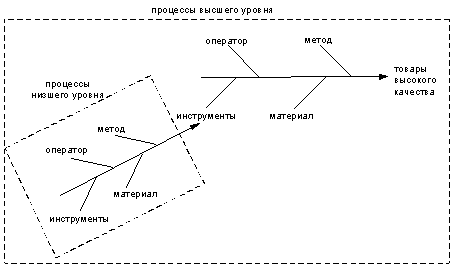 процессы высшего уровня
оператор
метод
товары
высокого
качества
процессы
низшего уровня
инструменты
материал
метод
оператор
материал
инструменты